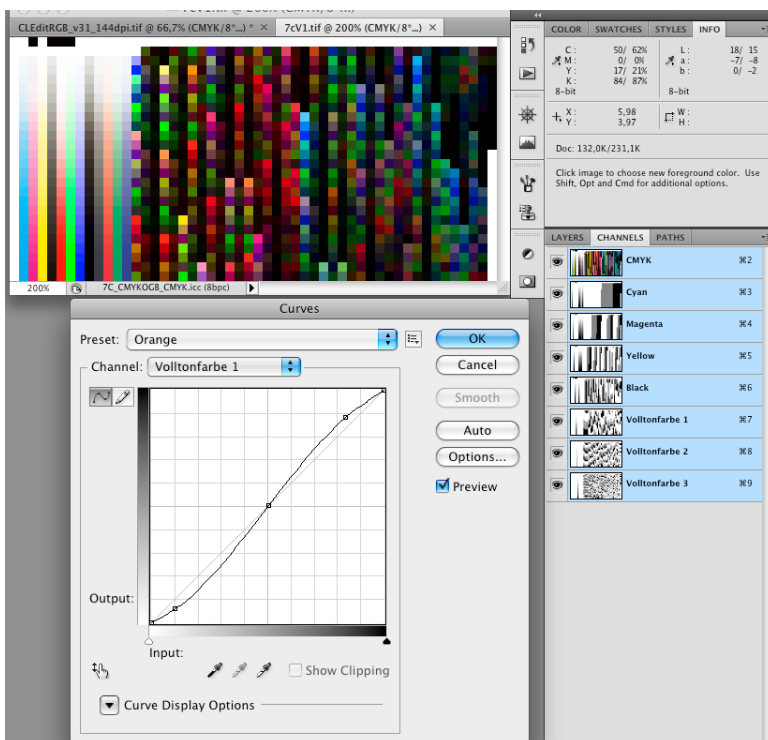 CLEditRGB_v31_144dpi.tif @ 66,7% (CMYK/8*...) * × 7cV1.tif @ 200% (CMYK/8*...) ×
200% 7C_CMYKOGB_CMYK.icc (8bpc)
COLOR SWATCHES STYLES INFO
C: 50/ 62% L: 18/ 15
M: 0/ 0% a: -7/ -8
Y: 17/ 21% b: 0/ -2
K: 84/ 87%
8-bit 8-bit
X: 5,98 W:
Y: 3,97 H:
Doc: 132,0K/231,1K
Click image to choose new foreground color. Use
Shift, Opt and Cmd for additional options.
LAYERS CHANNELS PATHS
CMYK ⌘2
Cyan ⌘3
Magenta ⌘4
Yellow ⌘5
Black ⌘6
Volltonfarbe 1 ⌘7
Volltonfarbe 2 ⌘8
Volltonfarbe 3 ⌘9
Curves
Preset: Orange
Channel: Volltonfarbe 1
OK
Cancel
Smooth
Auto
Options...
Preview
Output:
Input:
Show Clipping
Curve Display Options